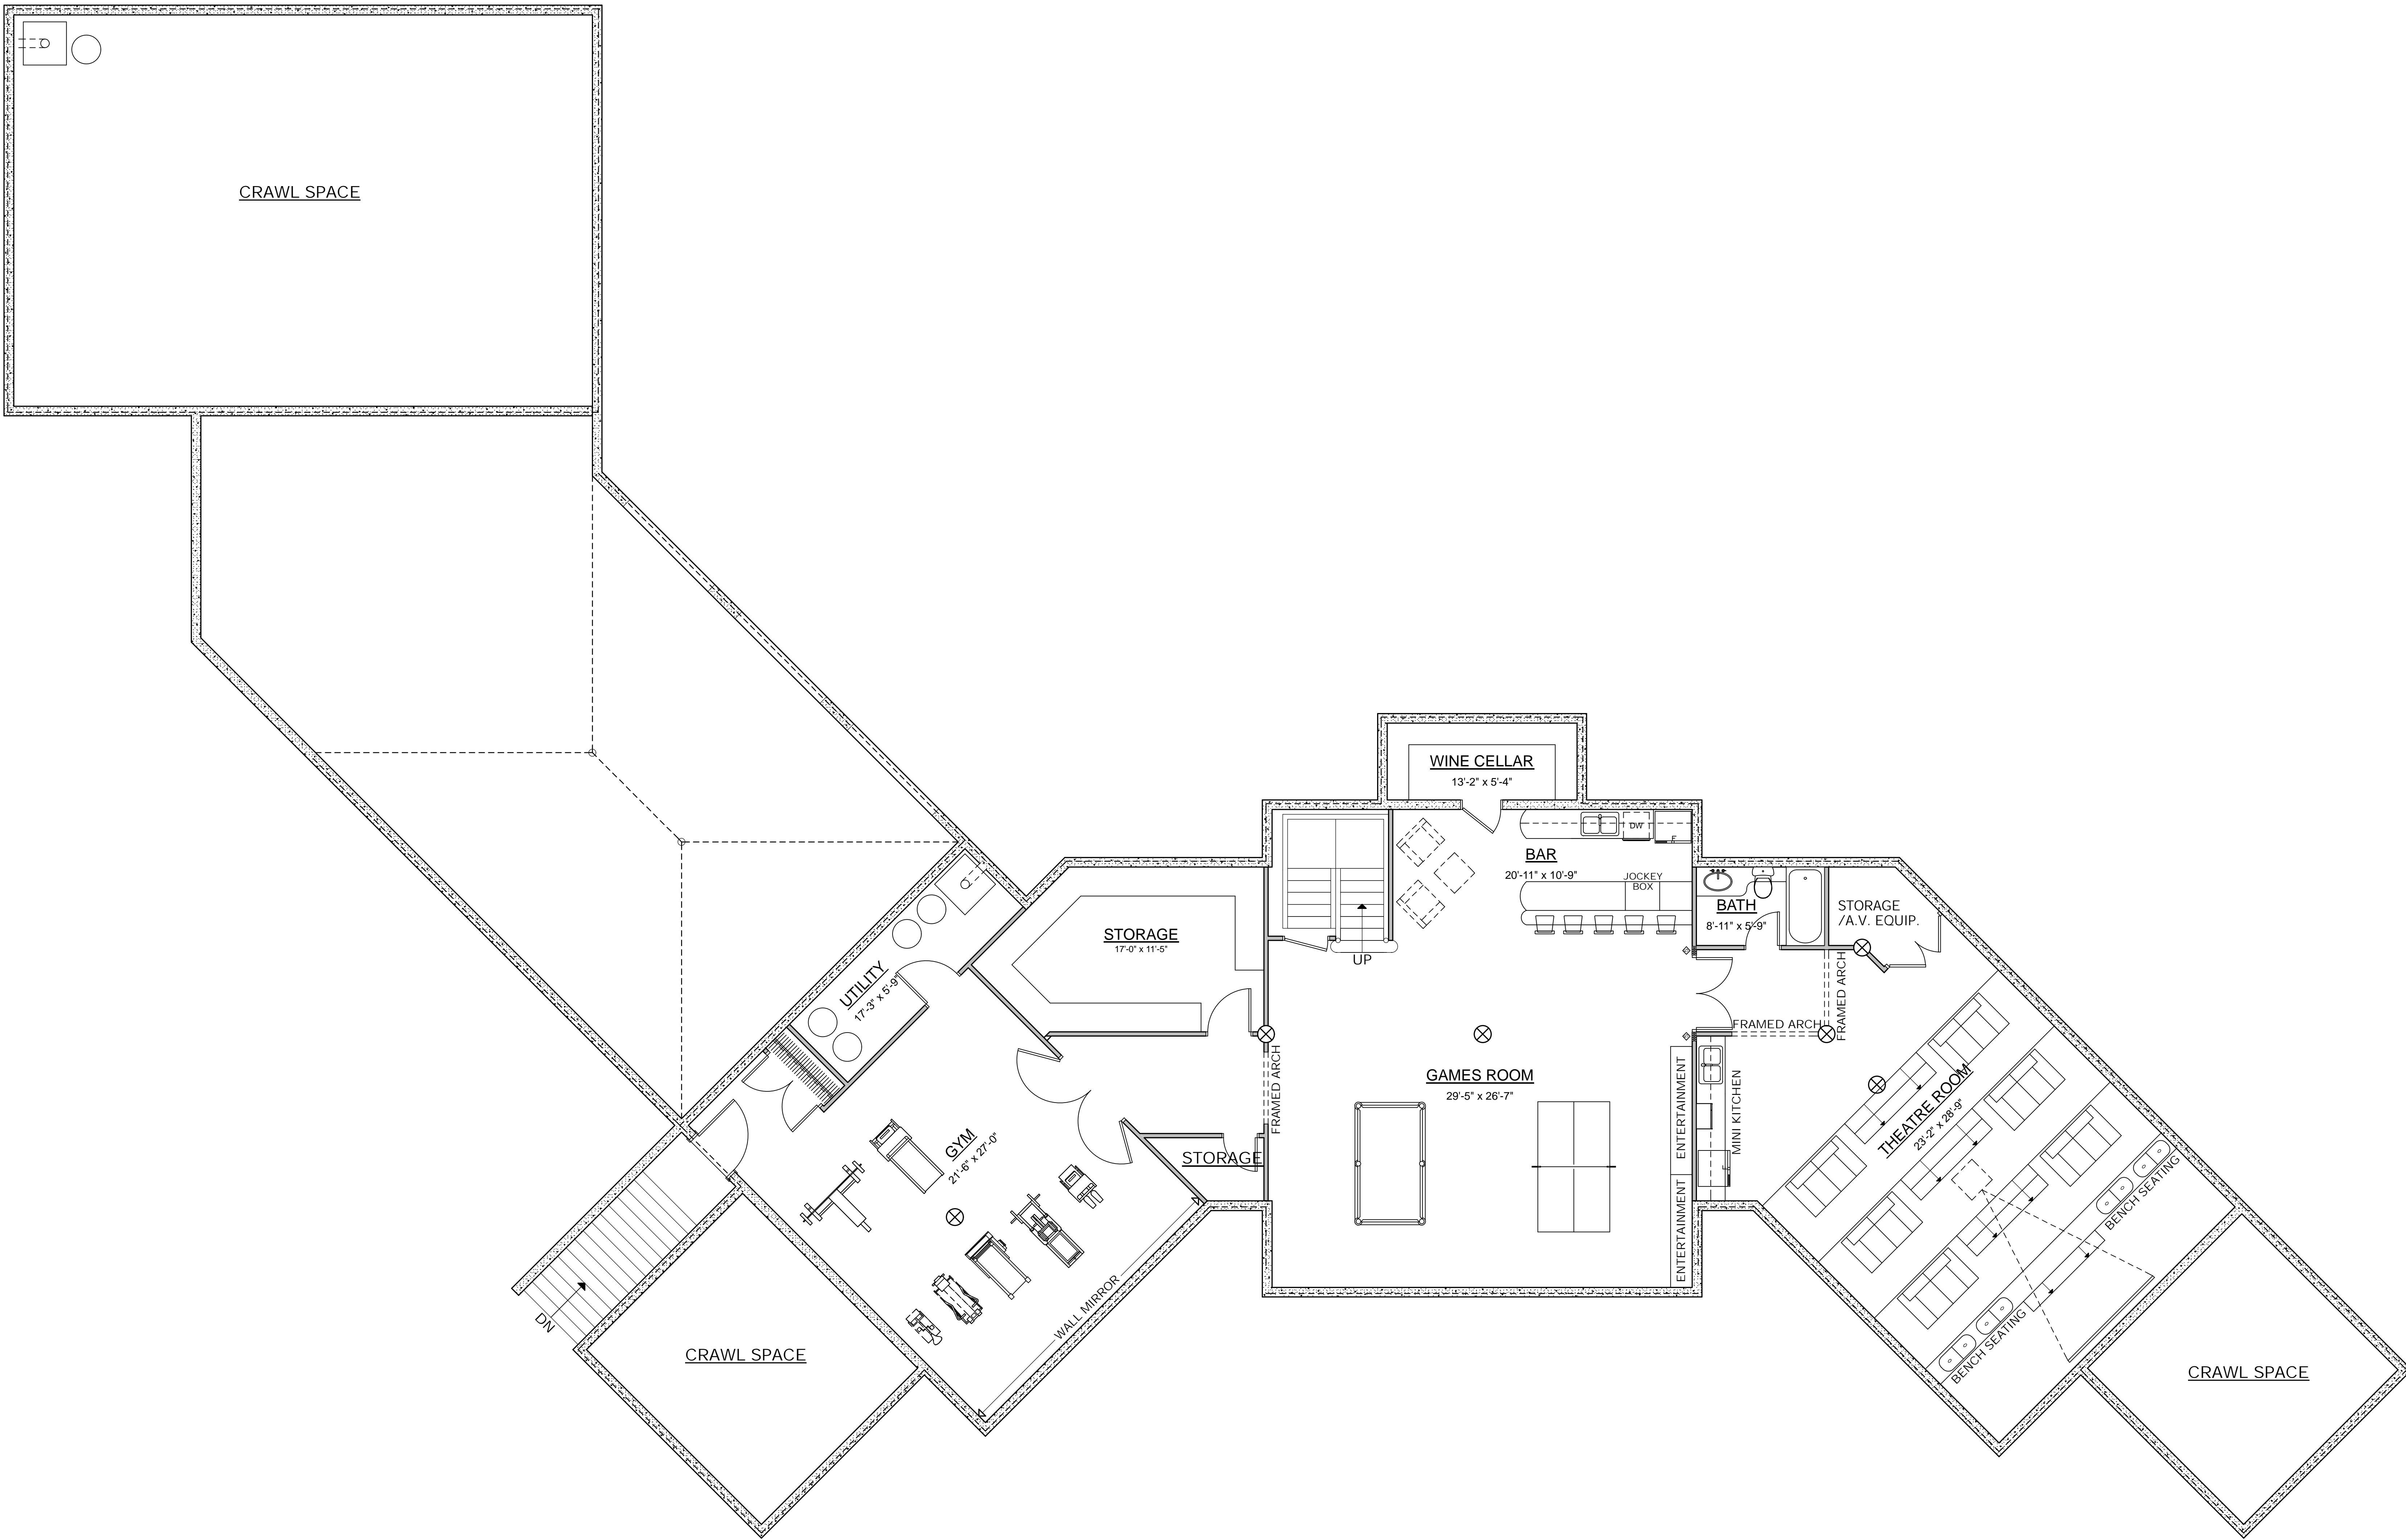 CRAWL SPACE
WINE CELLAR
13'-2" x 5'-4"
DW
F
BAR
20'-11" x 10'-9"
JOCKEY
BOX
BATH
8'-11" x 5'-9"
STORAGE
/A.V. EQUIP.
STORAGE
17'-0" x 11'-5"
UP
UTILITY
17'-3" x 5'-9"
FRAMED ARCH
FRAMED ARCH
FRAMED ARCH
GAMES ROOM
29'-5" x 26'-7"
ENTERTAINMENT
ENTERTAINMENT
MINI KITCHEN
F
THEATRE ROOM
23'-2" x 28'-9"
GYM
21'-6" x 27'-0"
STORAGE
BENCH SEATING
BENCH SEATING
WALL MIRROR
DN
CRAWL SPACE
CRAWL SPACE